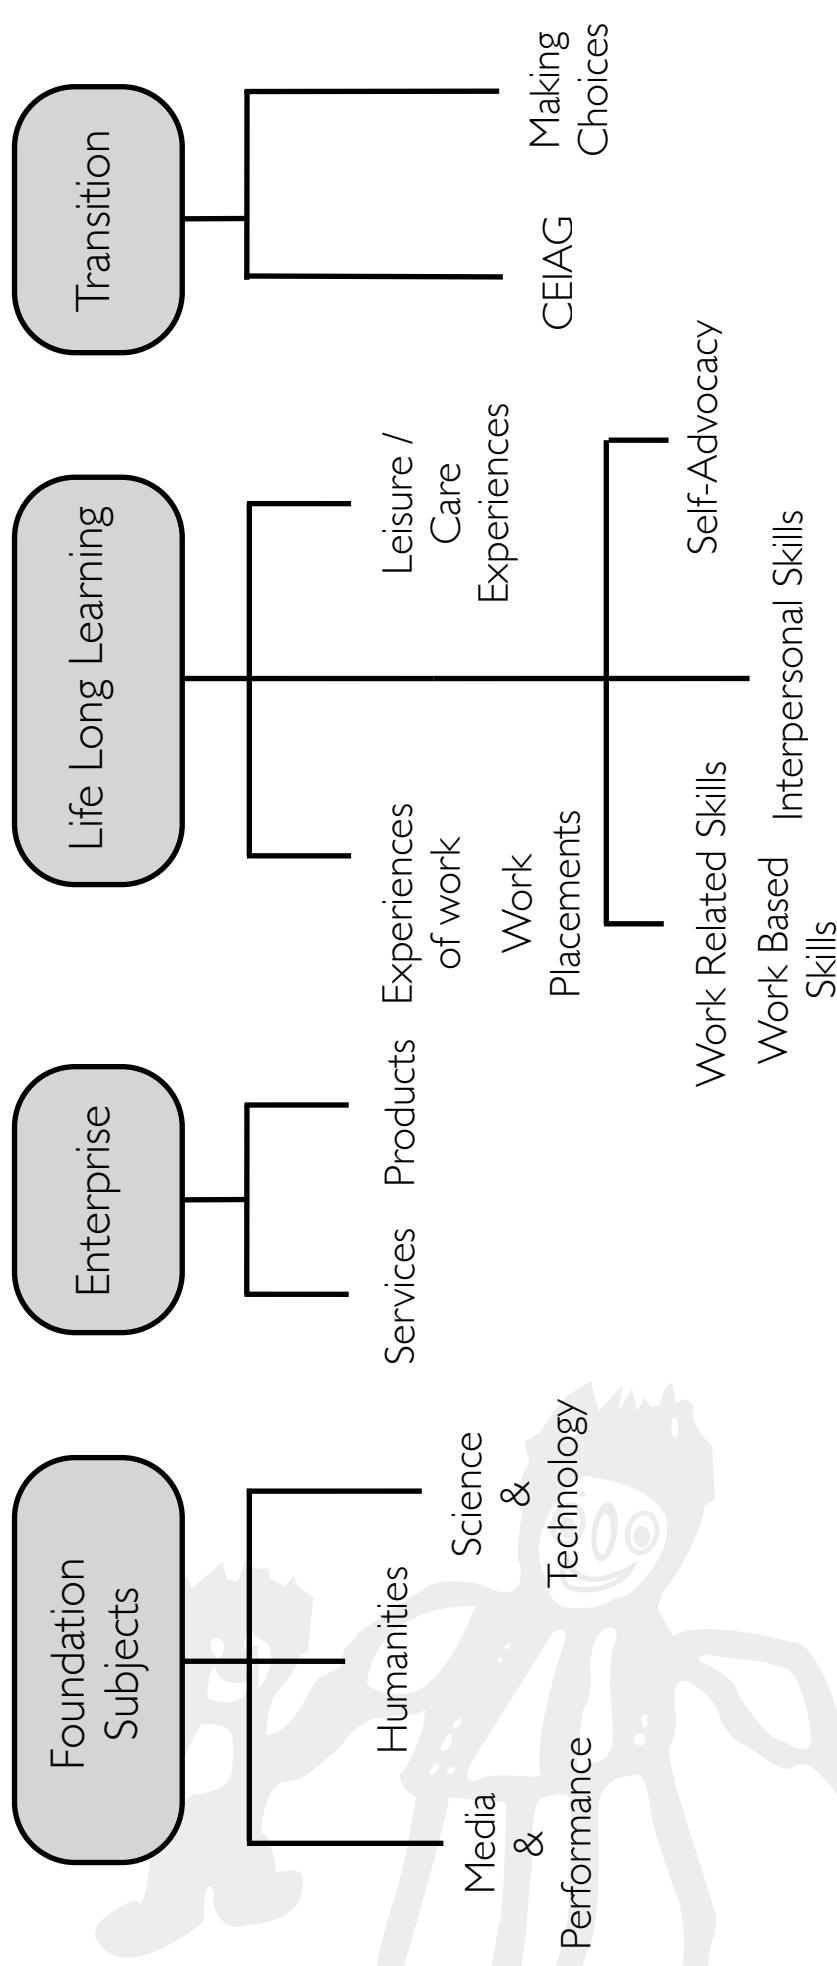 Foundation
Subjects
Media
&
Performance
Humanities
Science
&
Technology
Enterprise
Services
Products
Life Long Learning
Experiences
of work
Work
Placements
Leisure /
Care
Experiences
Work Related Skills
Work Based
Skills
Interpersonal Skills
Self-Advocacy
Transition
CEIAG
Making
Choices